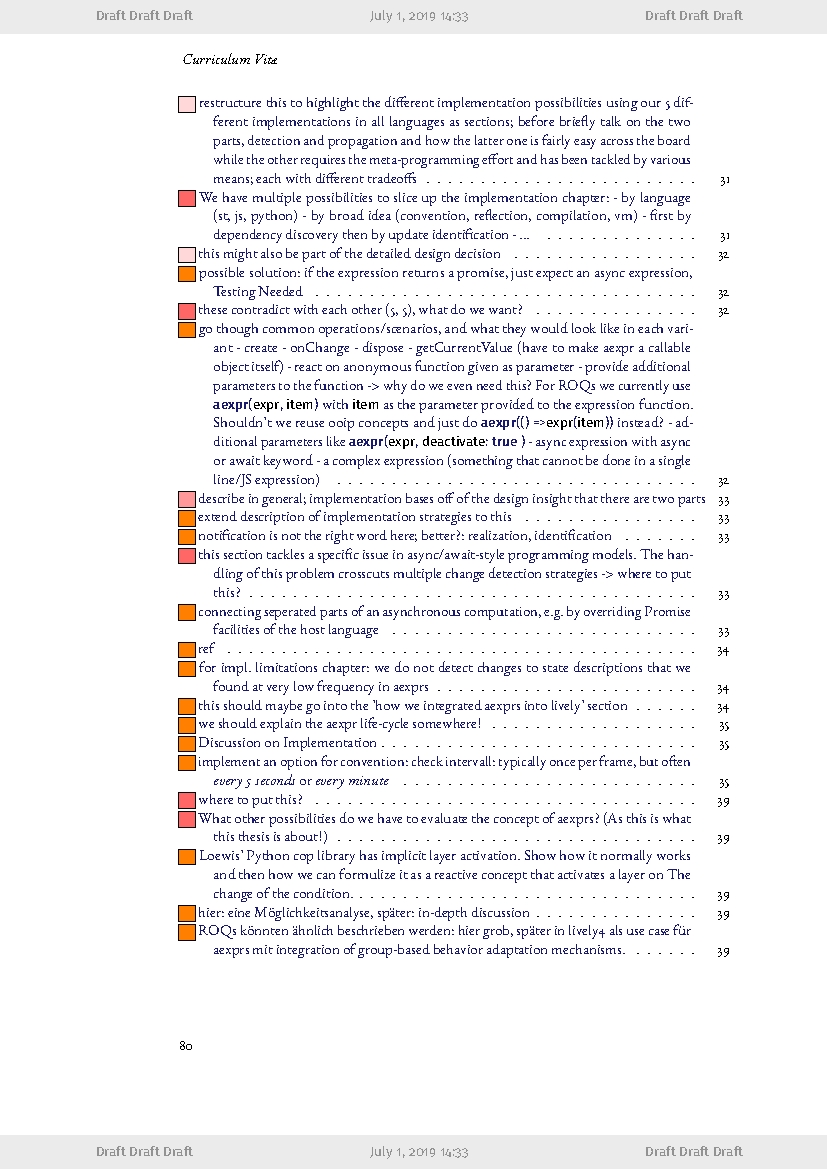 Draft Draft Draft July 1, 2019 14:33 Draft Draft Draft
Curriculum Vitæ
restructure this to highlight the different implementation possibilities using our 5 dif-
ferent implementations in all languages as sections; before briefly talk on the two
parts, detection and propagation and how the latter one is fairly easy across the board
while the other requires the meta-programming effort and has been tackled by various
means; each with different tradeoffs . . . . . . . . . . . . . . . . . . . . . . . . . 31
We have multiple possibilities to slice up the implementation chapter: - by language
(st, js, python) - by broad idea (convention, reflection, compilation, vm) - first by
dependency discovery then by update identification - ... . . . . . . . . . . . . . . 31
this might also be part of the detailed design decision . . . . . . . . . . . . . . . . . 32
possible solution: if the expression returns a promise, just expect an async expression,
Testing Needed . . . . . . . . . . . . . . . . . . . . . . . . . . . . . . . . . . . 32
these contradict with each other (5, 5), what do we want? . . . . . . . . . . . . . . . 32
go though common operations/scenarios, and what they would look like in each vari-
ant - create - onChange - dispose - getCurrentValue (have to make aexpr a callable
object itself) - react on anonymous function given as parameter - provide additional
parameters to the function -> why do we even need this? For ROQs we currently use
aexpr(expr, item) with item as the parameter provided to the expression function.
Shouldn't we reuse ooip concepts and just do aexpr(() =>expr(item)) instead? - ad-
ditional parameters like aexpr(expr, deactivate: true ) - async expression with async
or await keyword - a complex expression (something that cannot be done in a single
line/JS expression) . . . . . . . . . . . . . . . . . . . . . . . . . . . . . . . . . 32
describe in general; implementation bases off of the design insight that there are two parts 33
extend description of implementation strategies to this . . . . . . . . . . . . . . . . 33
notification is not the right word here; better?: realization, identification . . . . . . . 33
this section tackles a specific issue in async/await-style programming models. The han-
dling of this problem crosscuts multiple change detection strategies -> where to put
this? . . . . . . . . . . . . . . . . . . . . . . . . . . . . . . . . . . . . . . . . . 33
connecting seperated parts of an asynchronous computation, e.g. by overriding Promise
facilities of the host language . . . . . . . . . . . . . . . . . . . . . . . . . . . . 33
ref . . . . . . . . . . . . . . . . . . . . . . . . . . . . . . . . . . . . . . . . . . . 34
for impl. limitations chapter: we do not detect changes to state descriptions that we
found at very low frequency in aexprs . . . . . . . . . . . . . . . . . . . . . . . . 34
this should maybe go into the 'how we integrated aexprs into lively' section . . . . . . 34
we should explain the aexpr life-cycle somewhere! . . . . . . . . . . . . . . . . . . . 35
Discussion on Implementation . . . . . . . . . . . . . . . . . . . . . . . . . . . . . 35
implement an option for convention: check intervall: typically once per frame, but often
every 5 seconds or every minute . . . . . . . . . . . . . . . . . . . . . . . . . . . 35
where to put this? . . . . . . . . . . . . . . . . . . . . . . . . . . . . . . . . . . . 39
What other possibilities do we have to evaluate the concept of aexprs? (As this is what
this thesis is about!) . . . . . . . . . . . . . . . . . . . . . . . . . . . . . . . . . 39
Loewis' Python cop library has implicit layer activation. Show how it normally works
and then how we can formulize it as a reactive concept that activates a layer on The
change of the condition. . . . . . . . . . . . . . . . . . . . . . . . . . . . . . . . 39
hier: eine Möglichkeitsanalyse, später: in-depth discussion . . . . . . . . . . . . . . . 39
ROQs könnten ähnlich beschrieben werden: hier grob, später in lively4 als use case für
aexprs mit integration of group-based behavior adaptation mechanisms. . . . . . . . 39
80
Draft Draft Draft July 1, 2019 14:33 Draft Draft Draft